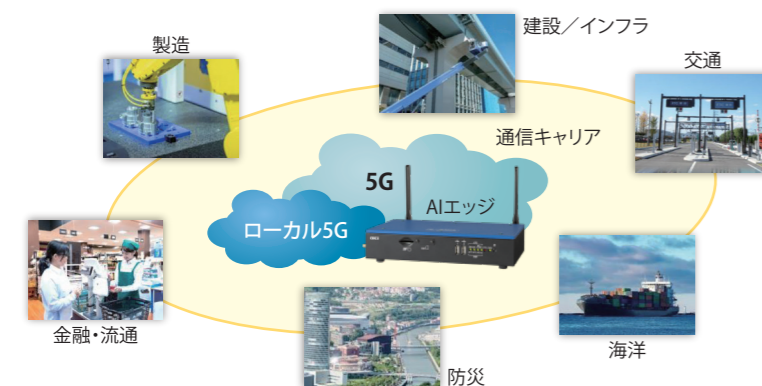 建設／インフラ
製造
交通
通信キャリア
5G
AIエッジ
ローカル5G
金融・流通
海洋
防災